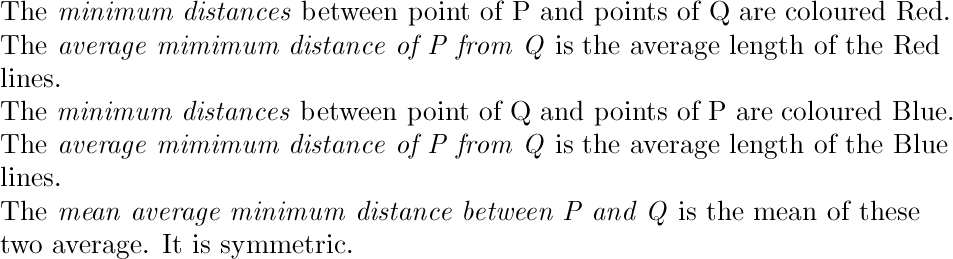 The minimum distances between point of P and points of Q are coloured Red.
The average mimimum distance of P from Q is the average length of the Red
lines.
The minimum distances between point of Q and points of P are coloured Blue.
The average mimimum distance of P from Q is the average length of the Blue
lines.
The mean average minimum distance between P and Q is the mean of these
two average. It is symmetric.